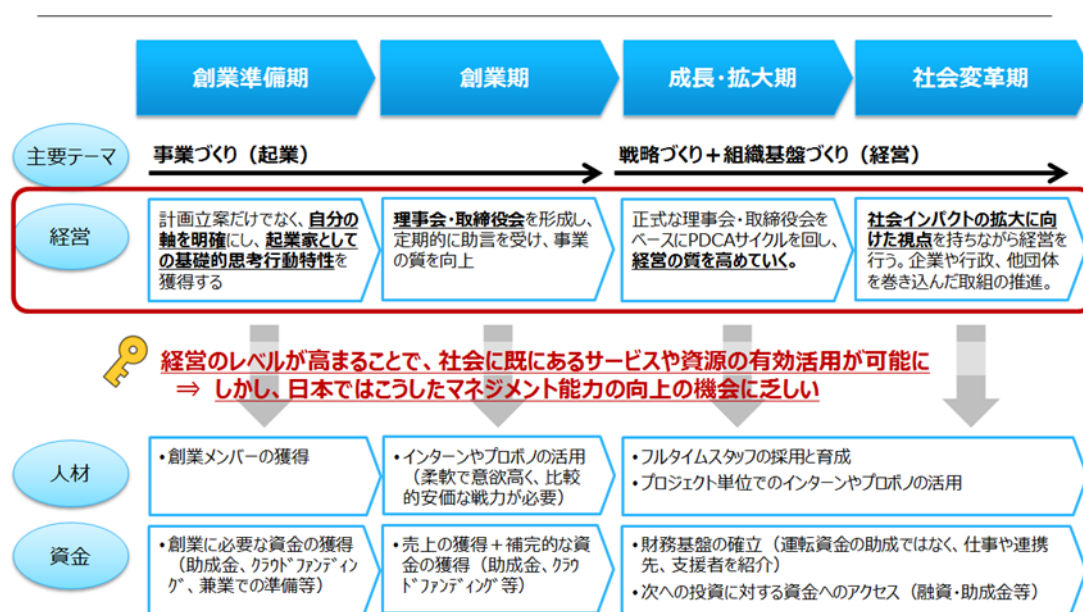 創業準備期
創業期
成長・拡大期
社会変革期
主要テーマ
事業づくり（起業）
戦略づくり＋組織基盤づくり（経営）
経営
計画立案だけでなく、自分の
軸を明確にし、起業家として
の基礎的思考行動特性を
獲得する
理事会・取締役会を形成し、
定期的に助言を受け、事業
の質を向上
正式な理事会・取締役会を
ベースにPDCAサイクルを回し、
経営の質を高めていく。
社会インパクトの拡大に向
けた視点を持ちながら経営を
行う。企業や行政、他団体
を巻き込んだ取組の推進。
経営のレベルが高まることで、社会に既にあるサービスや資源の有効活用が可能に
⇒ しかし、日本ではこうしたマネジメント能力の向上の機会に乏しい
人材
・創業メンバーの獲得
・インターンやプロボノの活用
（柔軟で意欲高く、比較
的安価な戦力が必要）
・フルタイムスタッフの採用と育成
・プロジェクト単位でのインターンやプロボノの活用
資金
・創業に必要な資金の獲得
（助成金、ｸﾗｳﾄﾞﾌｧﾝﾃﾞｨﾝ
ｸﾞ、兼業での準備等）
・売上の獲得＋補完的な資
金の獲得（助成金、ｸﾗｳ
ﾄﾞﾌｧﾝﾃﾞｨﾝｸﾞ等）
・財務基盤の確立（運転資金の助成ではなく、仕事や連携
先、支援者を紹介）
・次への投資に対する資金へのアクセス（融資・助成金等）